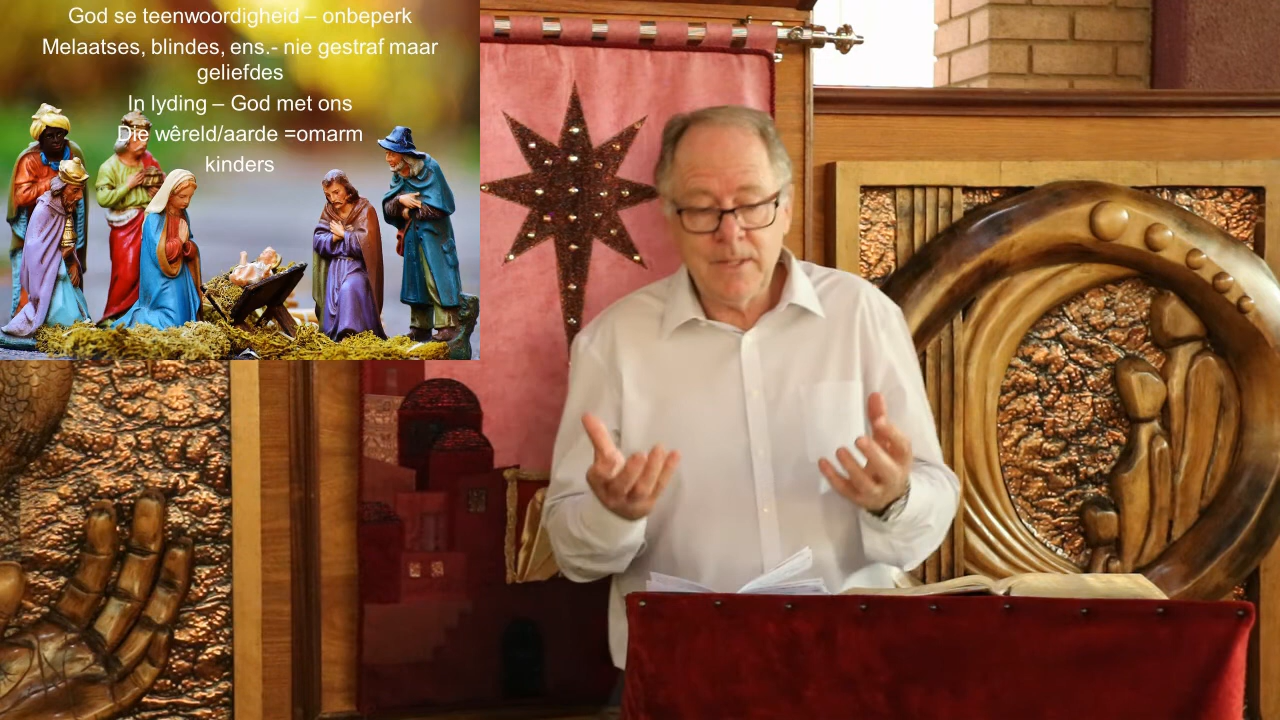 God se teenwoordigheid – onbeperk
Melaatses, blindes, ens.- nie gestraf maar
geliefdes
In lyding – God met ons
Die wêreld/aarde =omarm
kinders